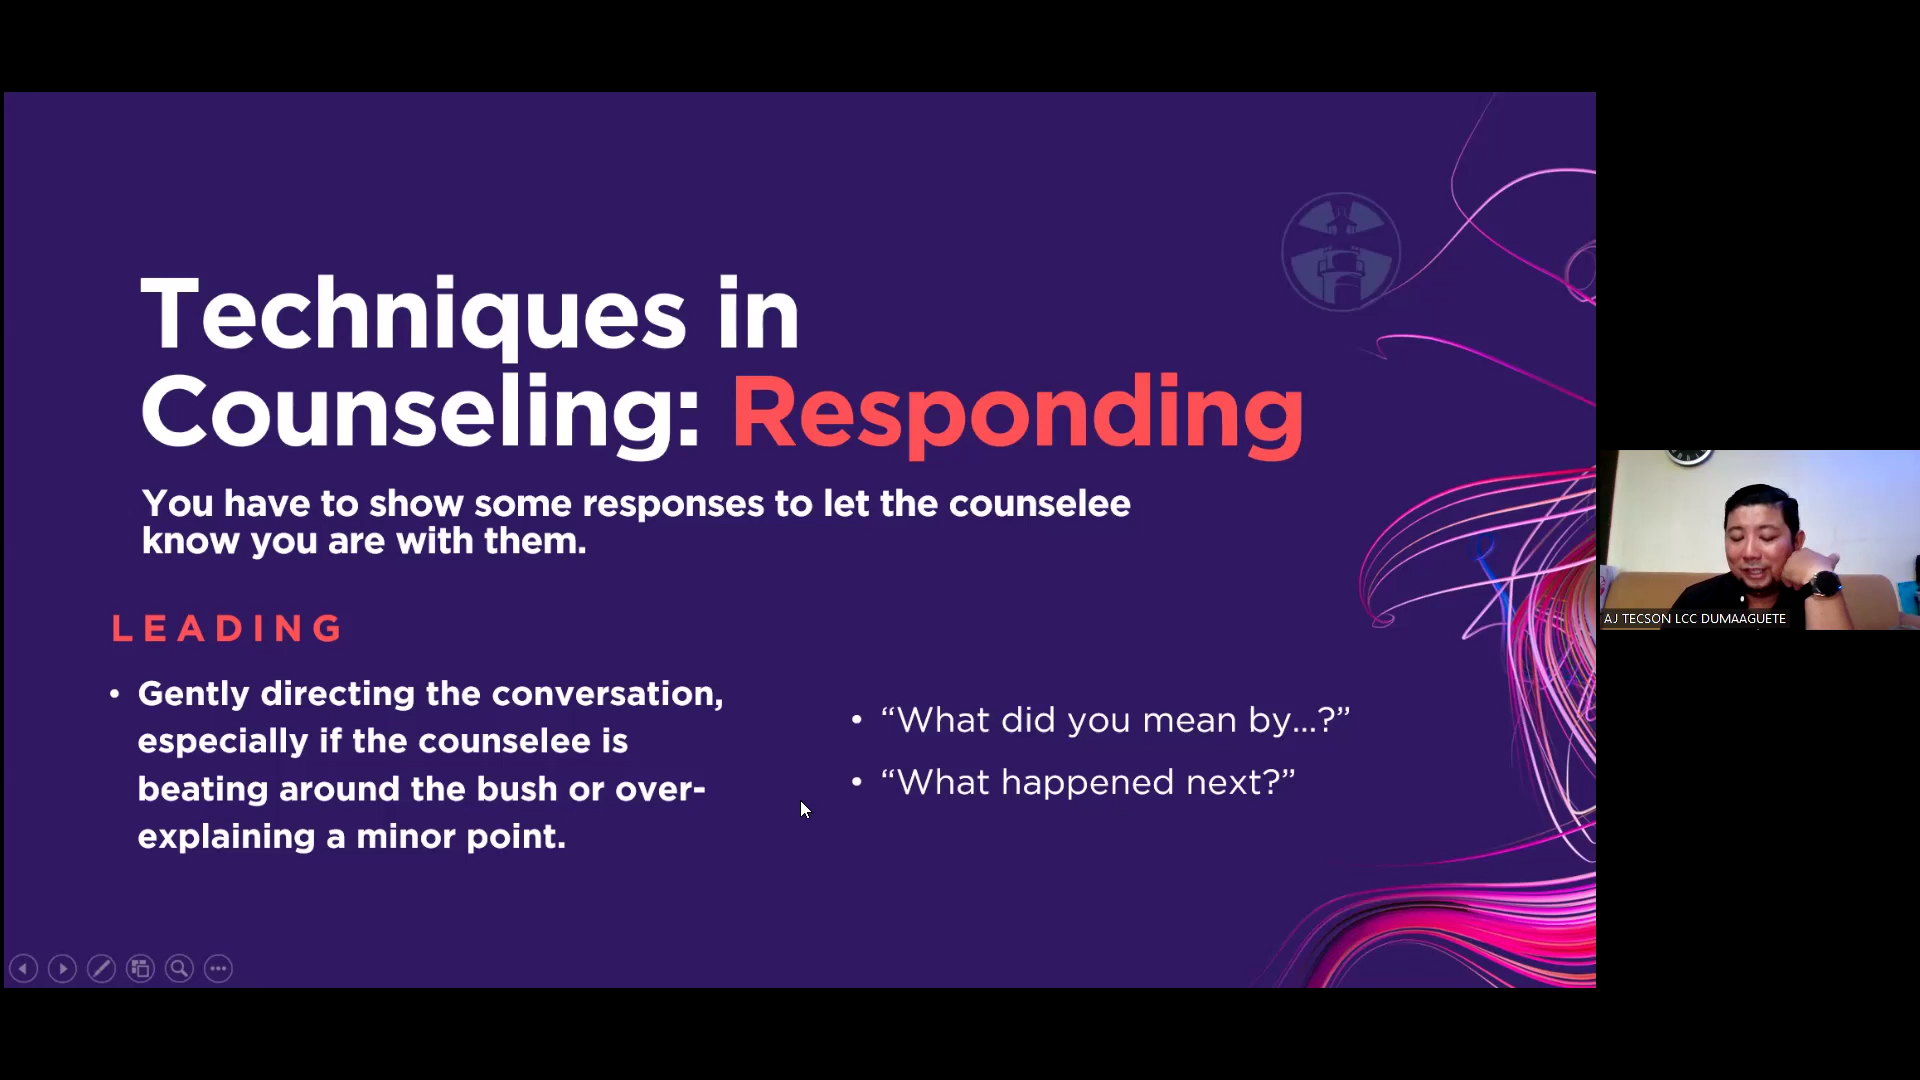 Techniques in
Counseling: Responding
You have to show some responses to let the counselee
know you are with them.
LEADING
• Gently directing the conversation,
especially if the counselee is
beating around the bush or over-
explaining a minor point.
• “What did you mean by...?”
• “What happened next?”
AJ TECSON LCC DUMAAGUETE